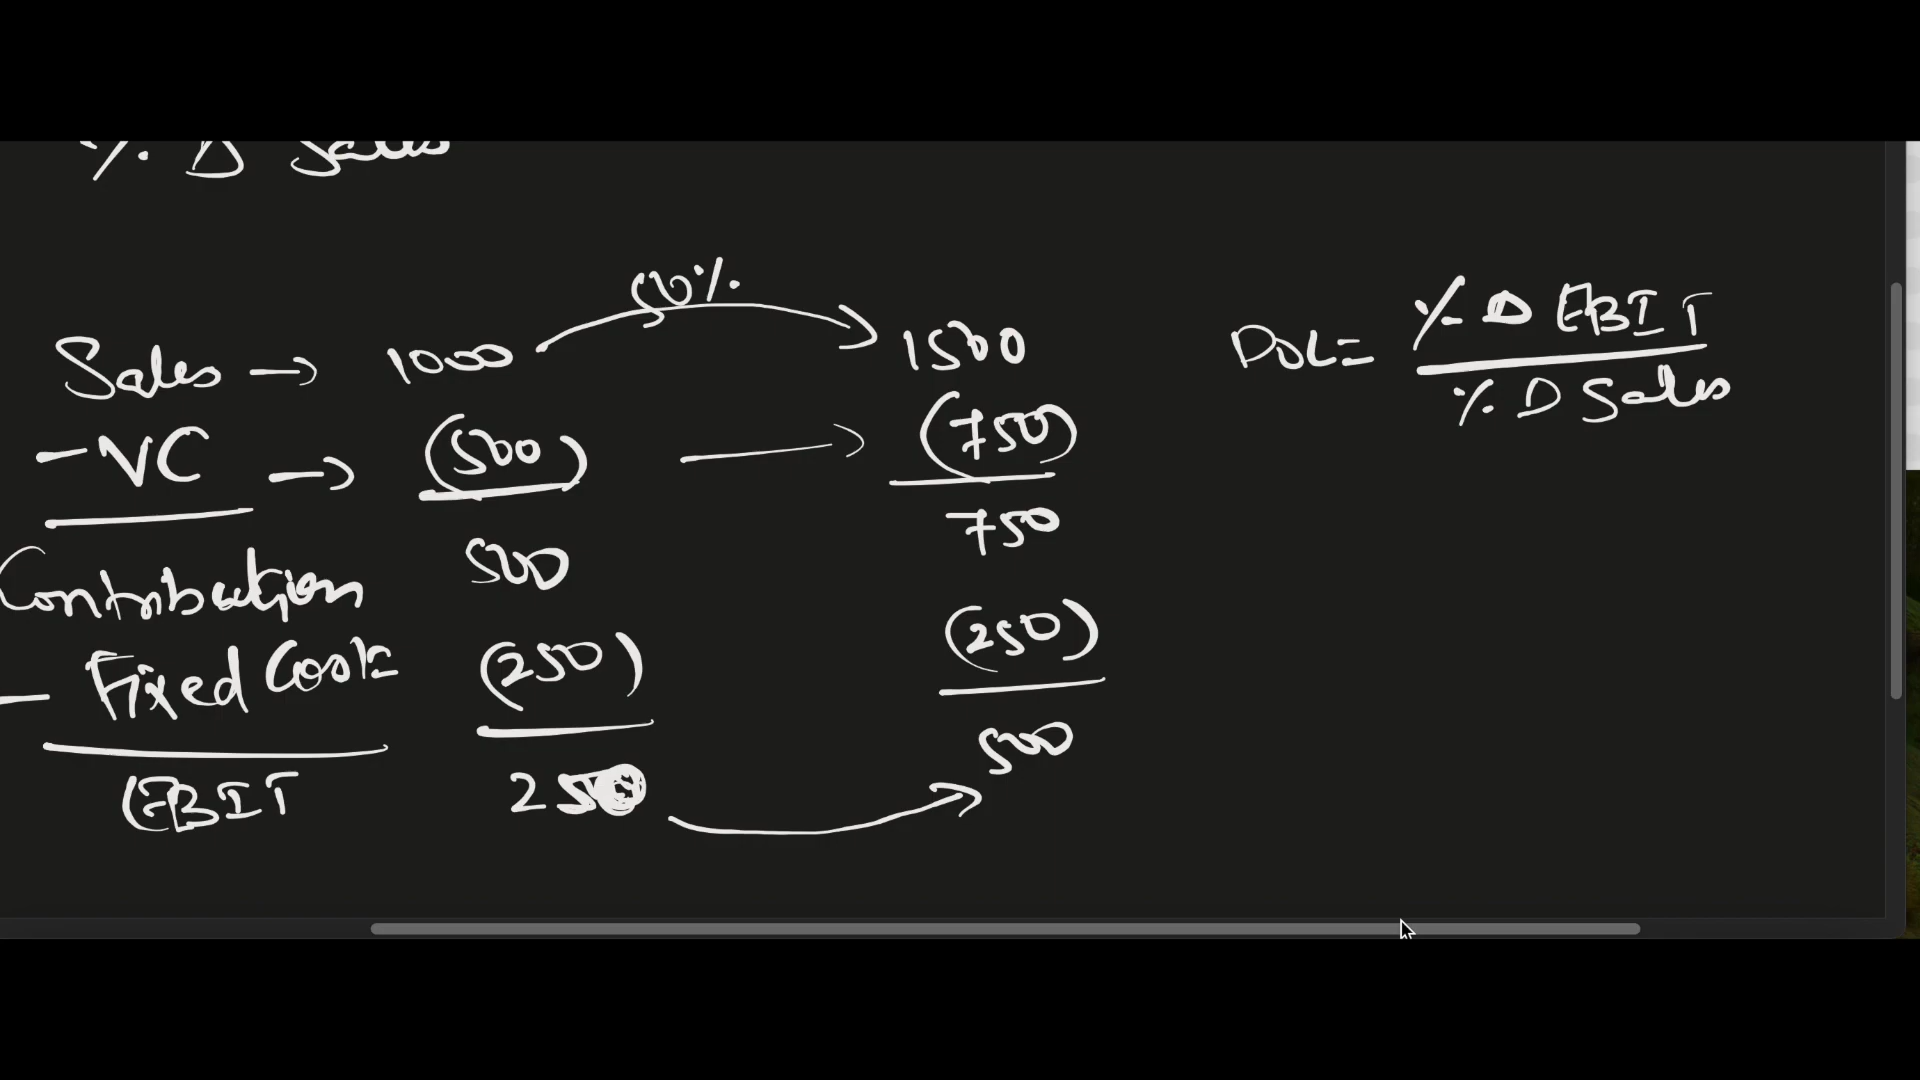 % Δ Sales
50%
Sales → 1000 1500
- VC → (500) → (750)
500 750
Contribution
- Fixed Cost (250) (250)
EBIT 250 500
DOL = % Δ EBIT
% Δ Sales